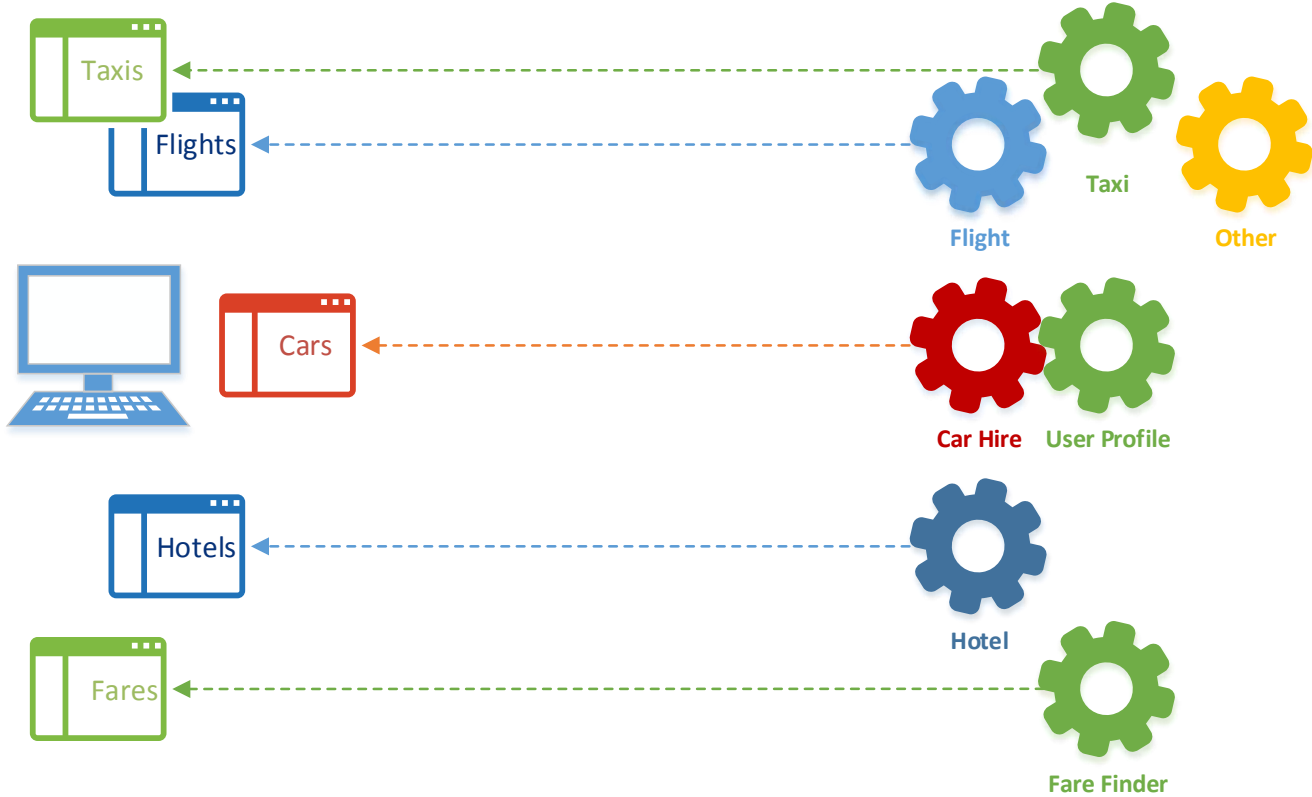 Taxis
Flights
Taxi
Flight
Other
Cars
Car Hire
User Profile
Hotels
Hotel
Fares
Fare Finder